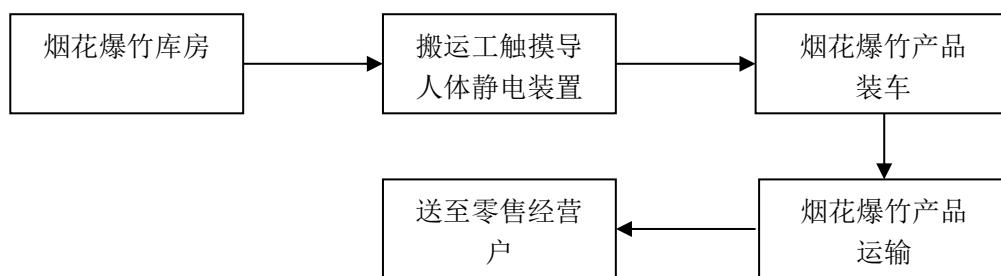 烟花爆竹库房
搬运工触摸导
人体静电装置
烟花爆竹产品
装车
烟花爆竹产品
运输
送至零售经营
户